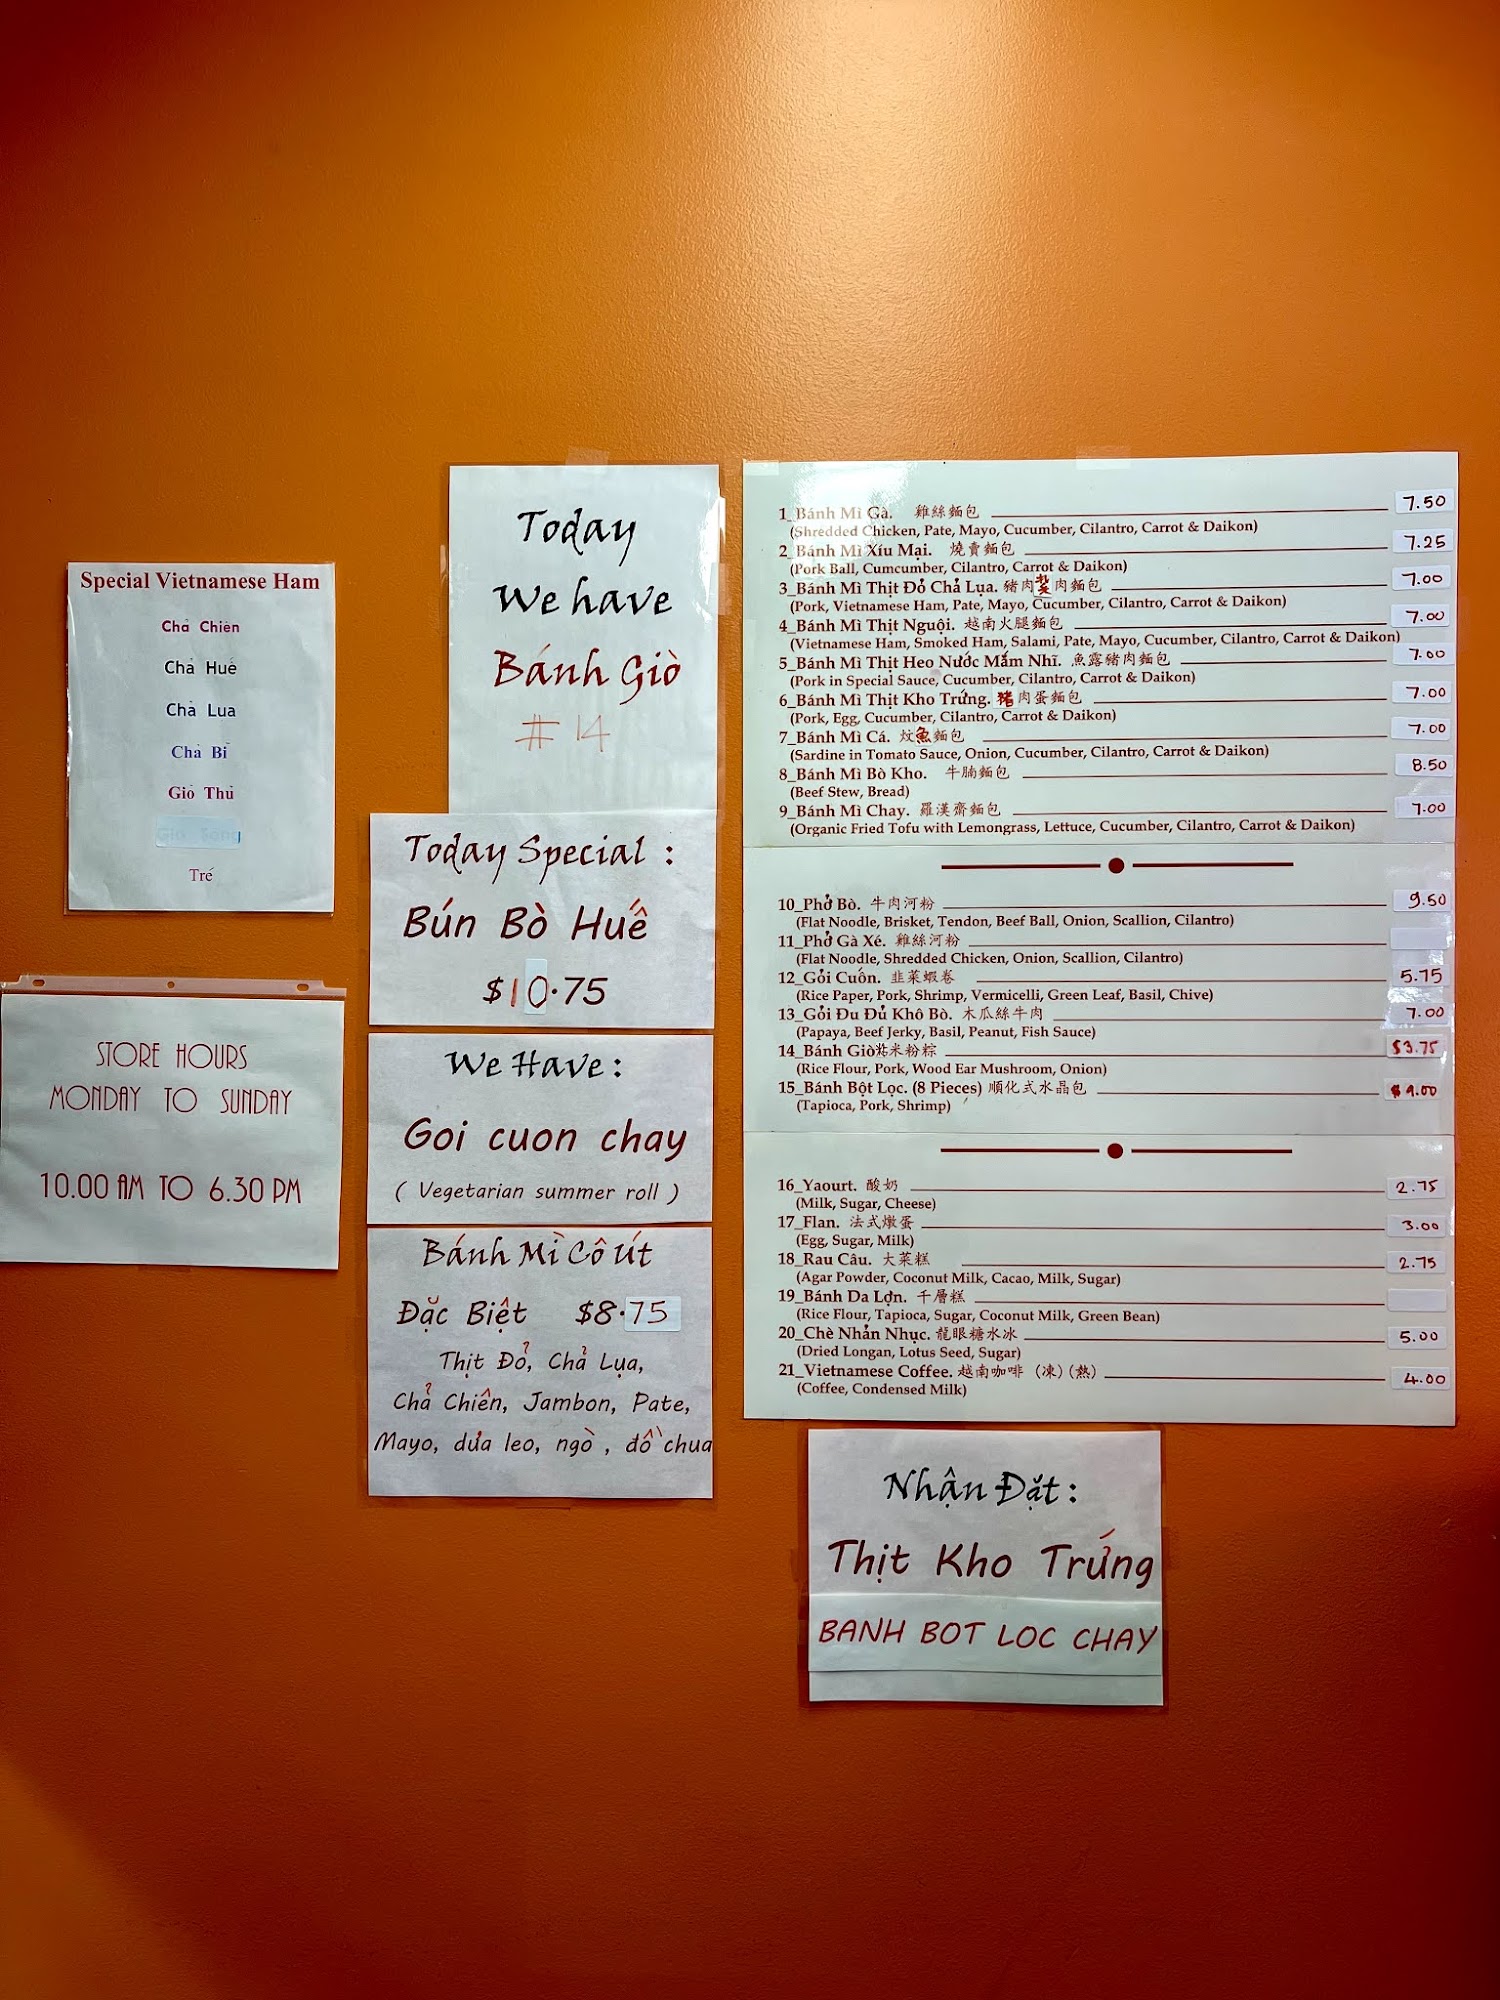 Special Vietnamese Ham
Chả Chiên
Chả Huế
Chả Lụa
Chả Bì
Giò Thủ
Giò Sống
Tré
STORE HOURS
MONDAY TO SUNDAY
10.00 AM TO 6.30 PM
Today
We have
Bánh Giò
# 14
Today Special :
Bún Bò Huế
$10.75
We Have :
Goi cuon chay
( Vegetarian summer roll )
Bánh Mì Cô Út
Đặc Biệt $8.75
Thịt Đỏ, Chả Lụa,
Chả Chiên, Jambon, Pate,
Mayo, dưa leo, ngò , đồ chua
1_Bánh Mì Gà. 雞絲麵包 7.50
(Shredded Chicken, Pate, Mayo, Cucumber, Cilantro, Carrot & Daikon)
2_Bánh Mì Xíu Mại. 燒賣麵包 7.25
(Pork Ball, Cumcumber, Cilantro, Carrot & Daikon)
3_Bánh Mì Thịt Đỏ Chả Lụa. 豬肉紮肉麵包 7.00
(Pork, Vietnamese Ham, Pate, Mayo, Cucumber, Cilantro, Carrot & Daikon)
4_Bánh Mì Thịt Nguội. 越南火腿麵包 7.00
(Vietnamese Ham, Smoked Ham, Salami, Pate, Mayo, Cucumber, Cilantro, Carrot & Daikon)
5_Bánh Mì Thịt Heo Nước Mắm Nhĩ. 魚露豬肉麵包 7.00
(Pork in Special Sauce, Cucumber, Cilantro, Carrot & Daikon)
6_Bánh Mì Thịt Kho Trứng. 豬肉蛋麵包 7.00
(Pork, Egg, Cucumber, Cilantro, Carrot & Daikon)
7_Bánh Mì Cá. 炆魚麵包 7.00
(Sardine in Tomato Sauce, Onion, Cucumber, Cilantro, Carrot & Daikon)
8_Bánh Mì Bò Kho. 牛腩麵包 8.50
(Beef Stew, Bread)
9_Bánh Mì Chay. 羅漢齋麵包 7.00
(Organic Fried Tofu with Lemongrass, Lettuce, Cucumber, Cilantro, Carrot & Daikon)
10_Phở Bò. 牛肉河粉 9.50
(Flat Noodle, Brisket, Tendon, Beef Ball, Onion, Scallion, Cilantro)
11_Phở Gà Xé. 雞絲河粉
(Flat Noodle, Shredded Chicken, Onion, Scallion, Cilantro)
12_Gỏi Cuốn. 韭菜蝦卷 5.75
(Rice Paper, Pork, Shrimp, Vermicelli, Green Leaf, Basil, Chive)
13_Gỏi Đu Đủ Khô Bò. 木瓜絲牛肉 7.00
(Papaya, Beef Jerky, Basil, Peanut, Fish Sauce)
14_Bánh Giò 粘米粉粽 $3.75
(Rice Flour, Pork, Wood Ear Mushroom, Onion)
15_Bánh Bột Lọc. (8 Pieces) 順化式水晶包 $9.00
(Tapioca, Pork, Shrimp)
16_Yaourt. 酸奶 2.75
(Milk, Sugar, Cheese)
17_Flan. 法式燉蛋 3.00
(Egg, Sugar, Milk)
18_Rau Câu. 大菜糕 2.75
(Agar Powder, Coconut Milk, Cacao, Milk, Sugar)
19_Bánh Da Lợn. 千層糕
(Rice Flour, Tapioca, Sugar, Coconut Milk, Green Bean)
20_Chè Nhản Nhục. 龍眼糖水冰 5.00
(Dried Longan, Lotus Seed, Sugar)
21_Vietnamese Coffee. 越南咖啡 (凍) (熱) 4.00
(Coffee, Condensed Milk)
Nhận Đặt :
Thịt Kho Trứng
BANH BOT LOC CHAY